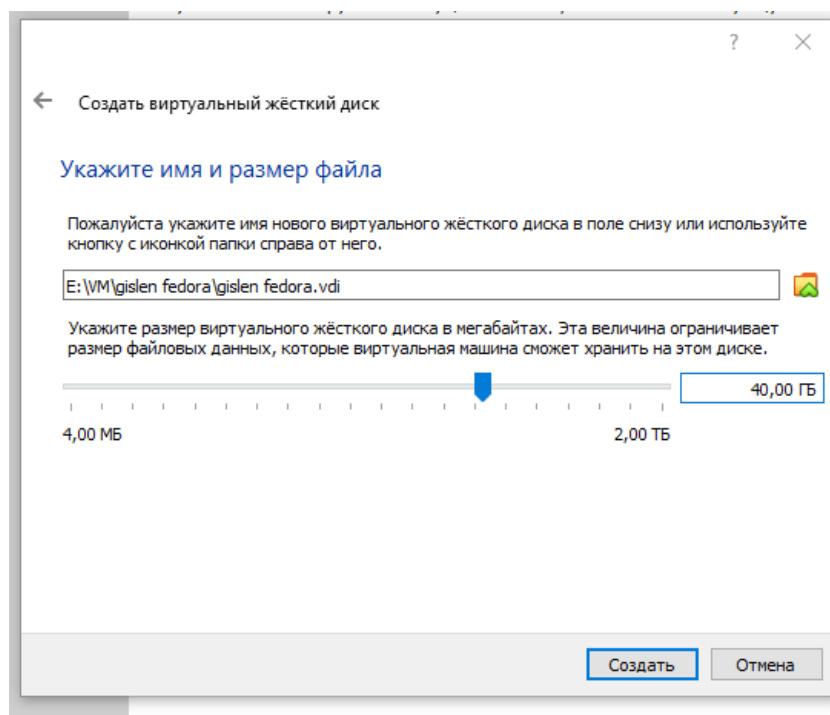 ?
Создать виртуальный жёсткий диск
Укажите имя и размер файла
Пожалуйста укажите имя нового виртуального жёсткого диска в поле снизу или используйте
кнопку с иконкой папки справа от него.
E:\VM\gislen fedora\gislen fedora.vdi
Укажите размер виртуального жёсткого диска в мегабайтах. Эта величина ограничивает
размер файловых данных, которые виртуальная машина сможет хранить на этом диске.
40,00 ГБ
4,00 МБ 2,00 ТБ
Создать Отмена